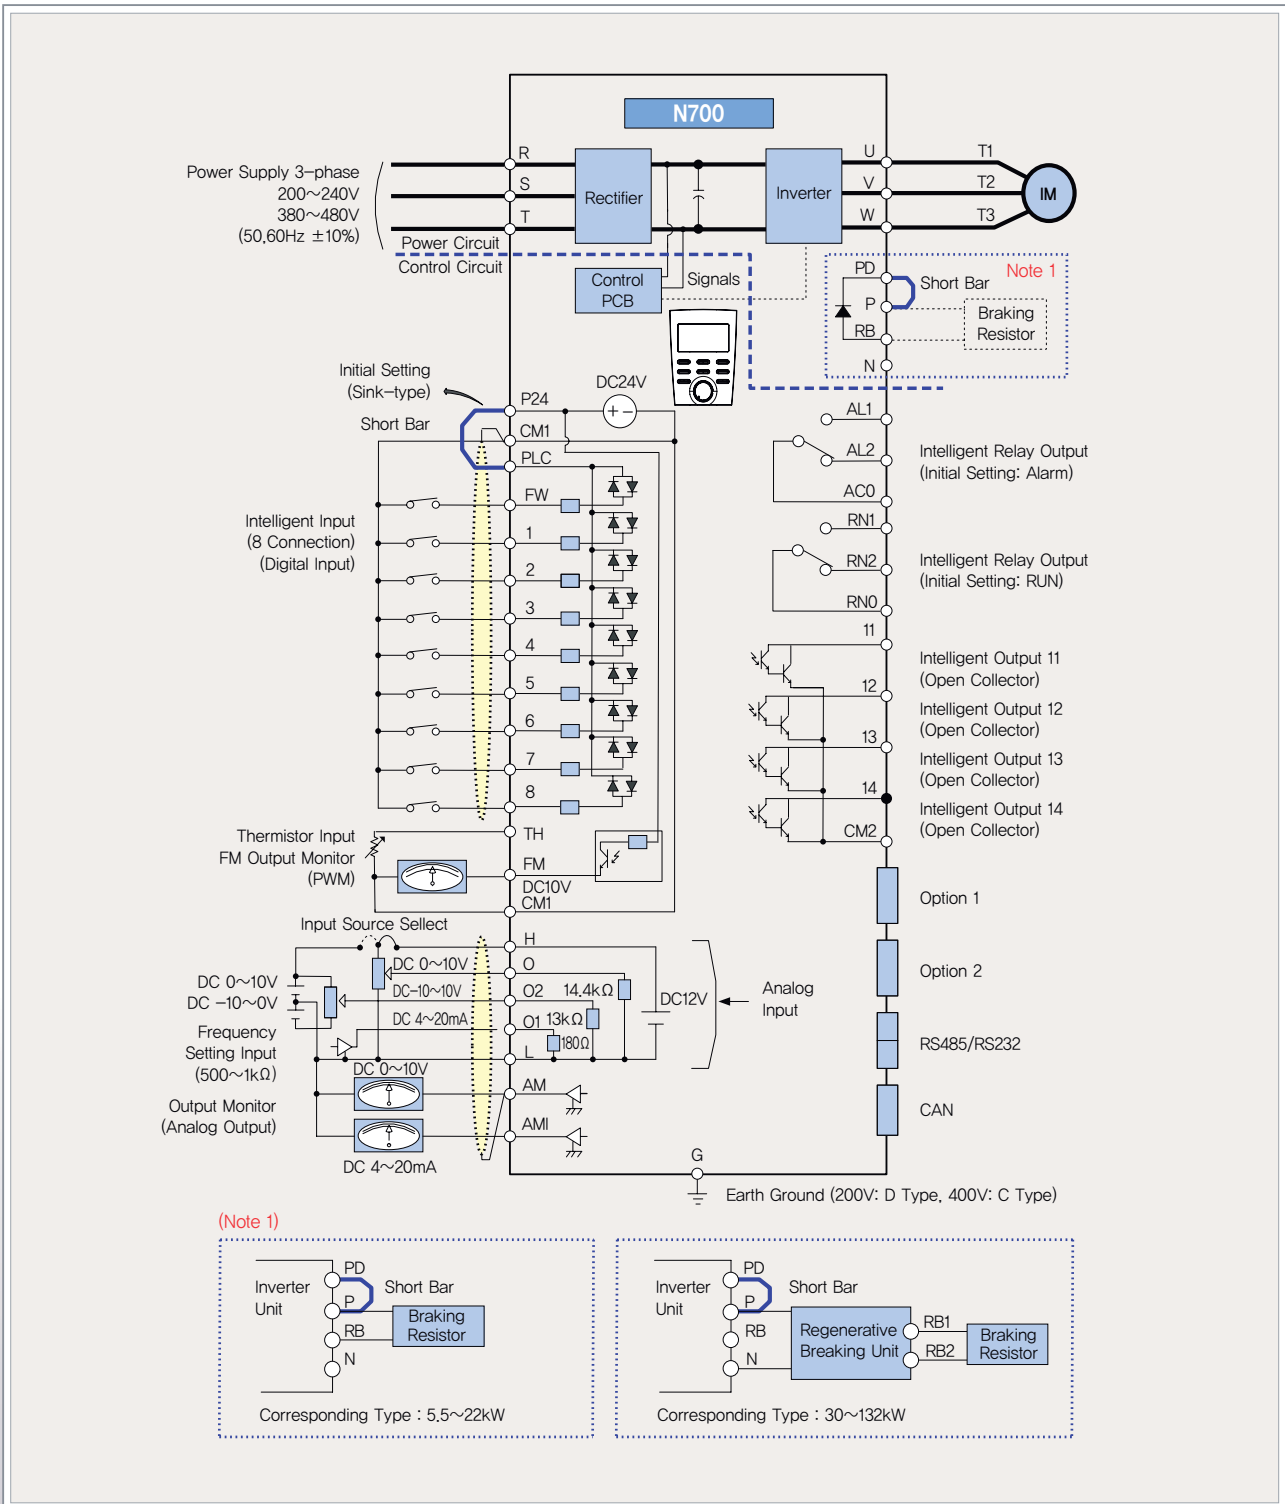 N700
Power Supply 3-phase
200~240V
380~480V
(50,60Hz ±10%)
R
S
T
Rectifier
Inverter
U
V
W
T1
T2
T3
IM
Power Circuit
Control Circuit
Control
PCB
Signals
Note 1
PD
P
RB
N
Short Bar
Braking
Resistor
Initial Setting
(Sink-type)
Short Bar
P24
CM1
PLC
DC24V
FW
1
2
3
4
5
6
7
8
Intelligent Input
(8 Connection)
(Digital Input)
AL1
AL2
AC0
Intelligent Relay Output
(Initial Setting: Alarm)
RN1
RN2
RN0
Intelligent Relay Output
(Initial Setting: RUN)
11
Intelligent Output 11
(Open Collector)
12
Intelligent Output 12
(Open Collector)
13
Intelligent Output 13
(Open Collector)
14
Intelligent Output 14
(Open Collector)
CM2
Thermistor Input
FM Output Monitor
(PWM)
TH
FM
DC10V
CM1
Option 1
Option 2
RS485/RS232
CAN
Input Source Sellect
H
O
O2
O1
L
DC 0~10V
DC-10~10V
DC 4~20mA
14.4kΩ
13kΩ
180Ω
DC12V
Analog
Input
DC 0~10V
DC -10~0V
Frequency
Setting Input
(500~1kΩ)
DC 0~10V
AM
AMI
Output Monitor
(Analog Output)
DC 4~20mA
G
Earth Ground (200V: D Type, 400V: C Type)
(Note 1)
Inverter
Unit
PD
P
RB
N
Short Bar
Braking
Resistor
Corresponding Type : 5.5~22kW
Inverter
Unit
PD
P
RB
N
Short Bar
Regenerative
Breaking Unit
RB1
RB2
Braking
Resistor
Corresponding Type : 30~132kW